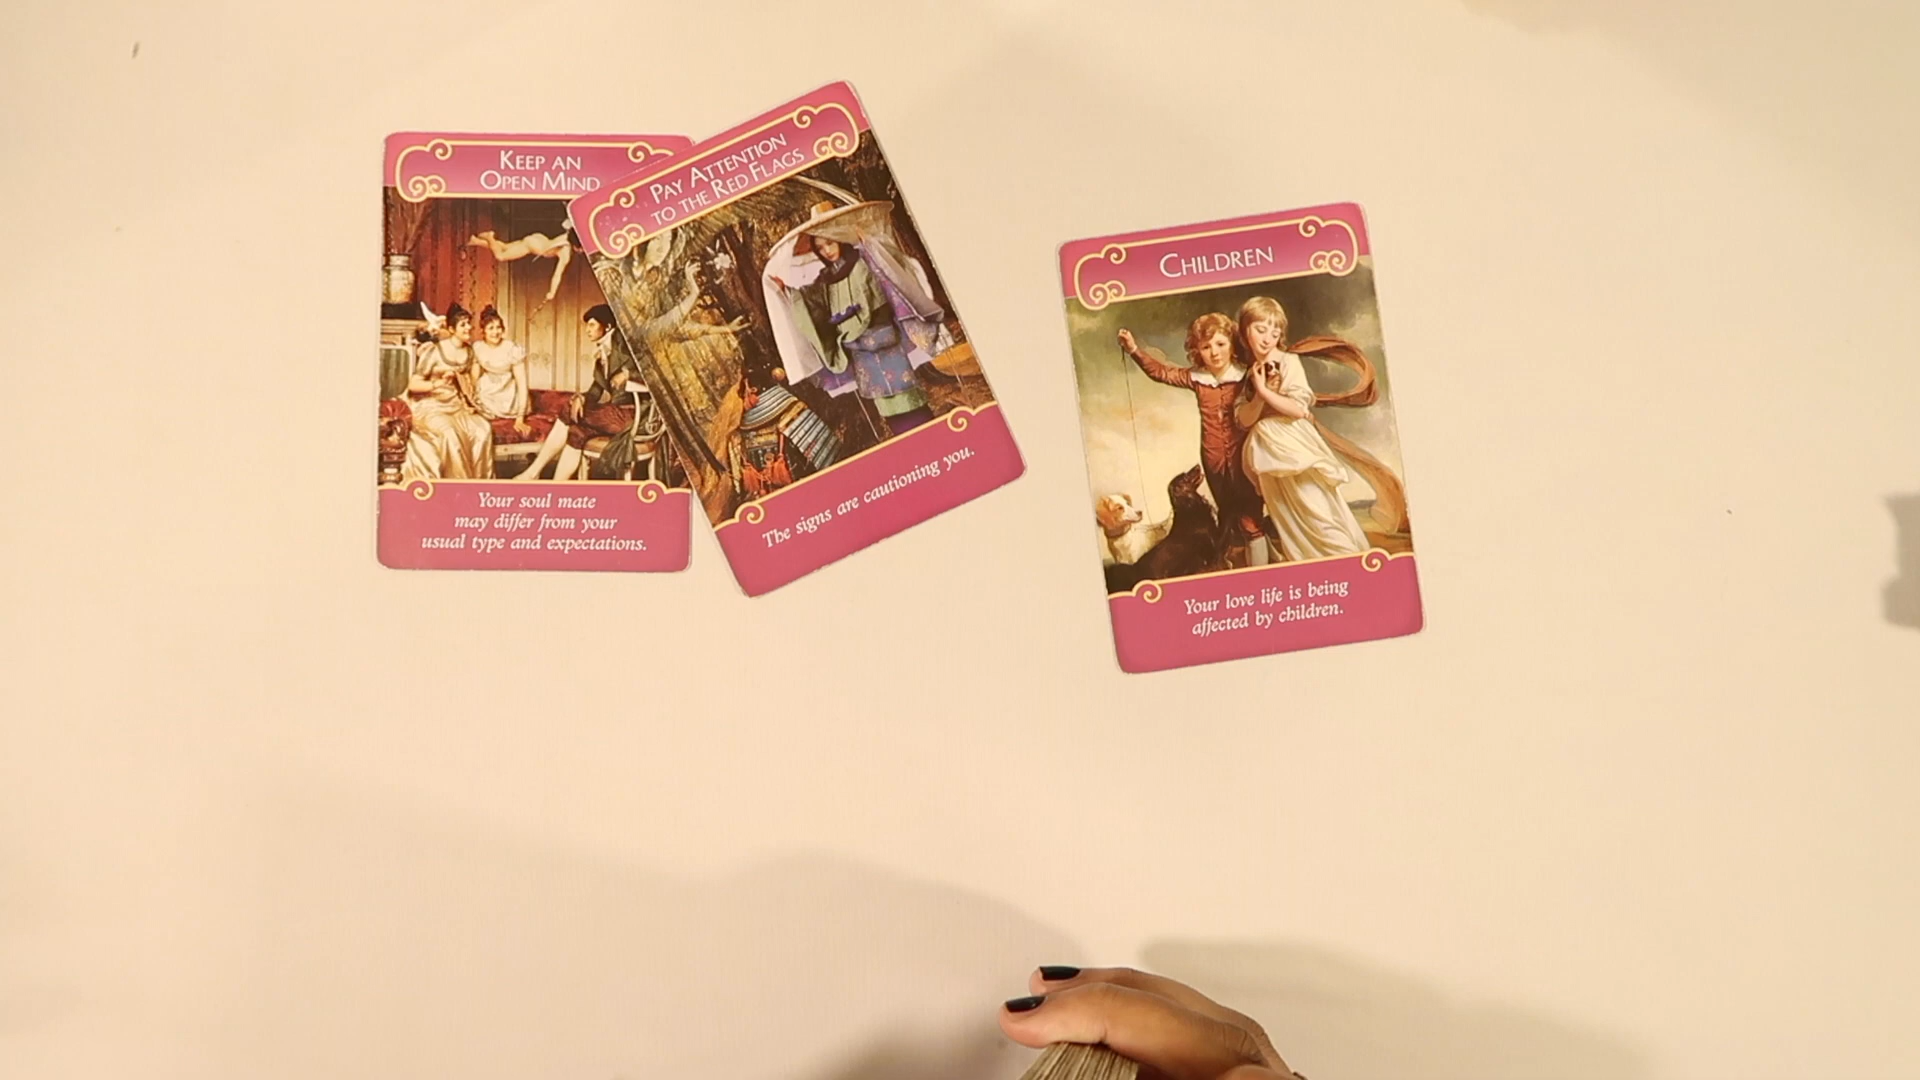 KEEP AN
OPEN MIND
Your soul mate
may differ from your
usual type and expectations.
PAY ATTENTION
TO THE RED FLAGS
The signs are cautioning you.
CHILDREN
Your love life is being
affected by children.